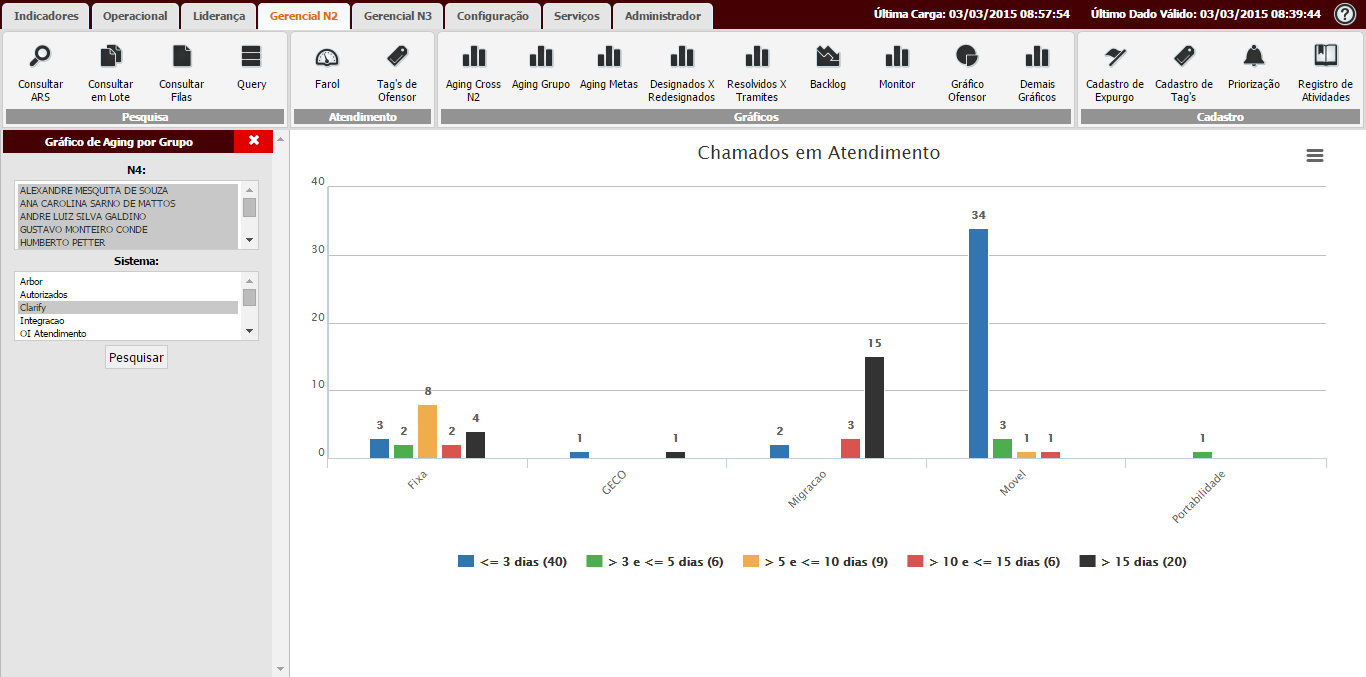 Indicadores Operacional Liderança Gerencial N2 Gerencial N3 Configuração Serviços Administrador Última Carga: 03/03/2015 08:57:54 Último Dado Válido: 03/03/2015 08:39:44 ?
Consultar ARS
Consultar em Lote
Consultar Filas
Query
Pesquisa
Farol
Tag's de Ofensor
Atendimento
Aging Cross N2
Aging Grupo
Aging Metas
Designados X Redesignados
Resolvidos X Tramites
Backlog
Monitor
Gráfico Ofensor
Demais Gráficos
Gráficos
Cadastro de Expurgo
Cadastro de Tag's
Priorização
Registro de Atividades
Cadastro
Gráfico de Aging por Grupo
N4:
ALEXANDRE MESQUITA DE SOUZA
ANA CAROLINA SARNO DE MATTOS
ANDRE LUIZ SILVA GALDINO
GUSTAVO MONTEIRO CONDE
HUMBERTO PETTER
Sistema:
Arbor
Autorizados
Clarify
Integracao
OI Atendimento
Pesquisar
Chamados em Atendimento
40
30
20
10
0
3 2 8 2 4
1 1
2 3 15
34 3 1 1
1
Fixa
GECO
Migracao
Movel
Portabilidade
<= 3 dias (40) > 3 e <= 5 dias (6) > 5 e <= 10 dias (9) > 10 e <= 15 dias (6) > 15 dias (20)